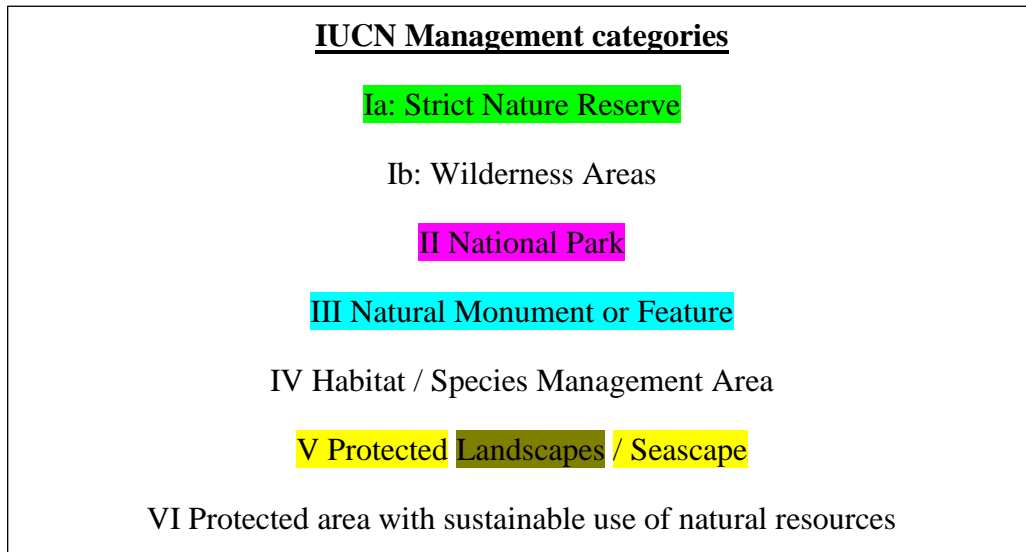 IUCN Management categories
Ia: Strict Nature Reserve
Ib: Wilderness Areas
II National Park
III Natural Monument or Feature
IV Habitat / Species Management Area
V Protected Landscapes / Seascape
VI Protected area with sustainable use of natural resources